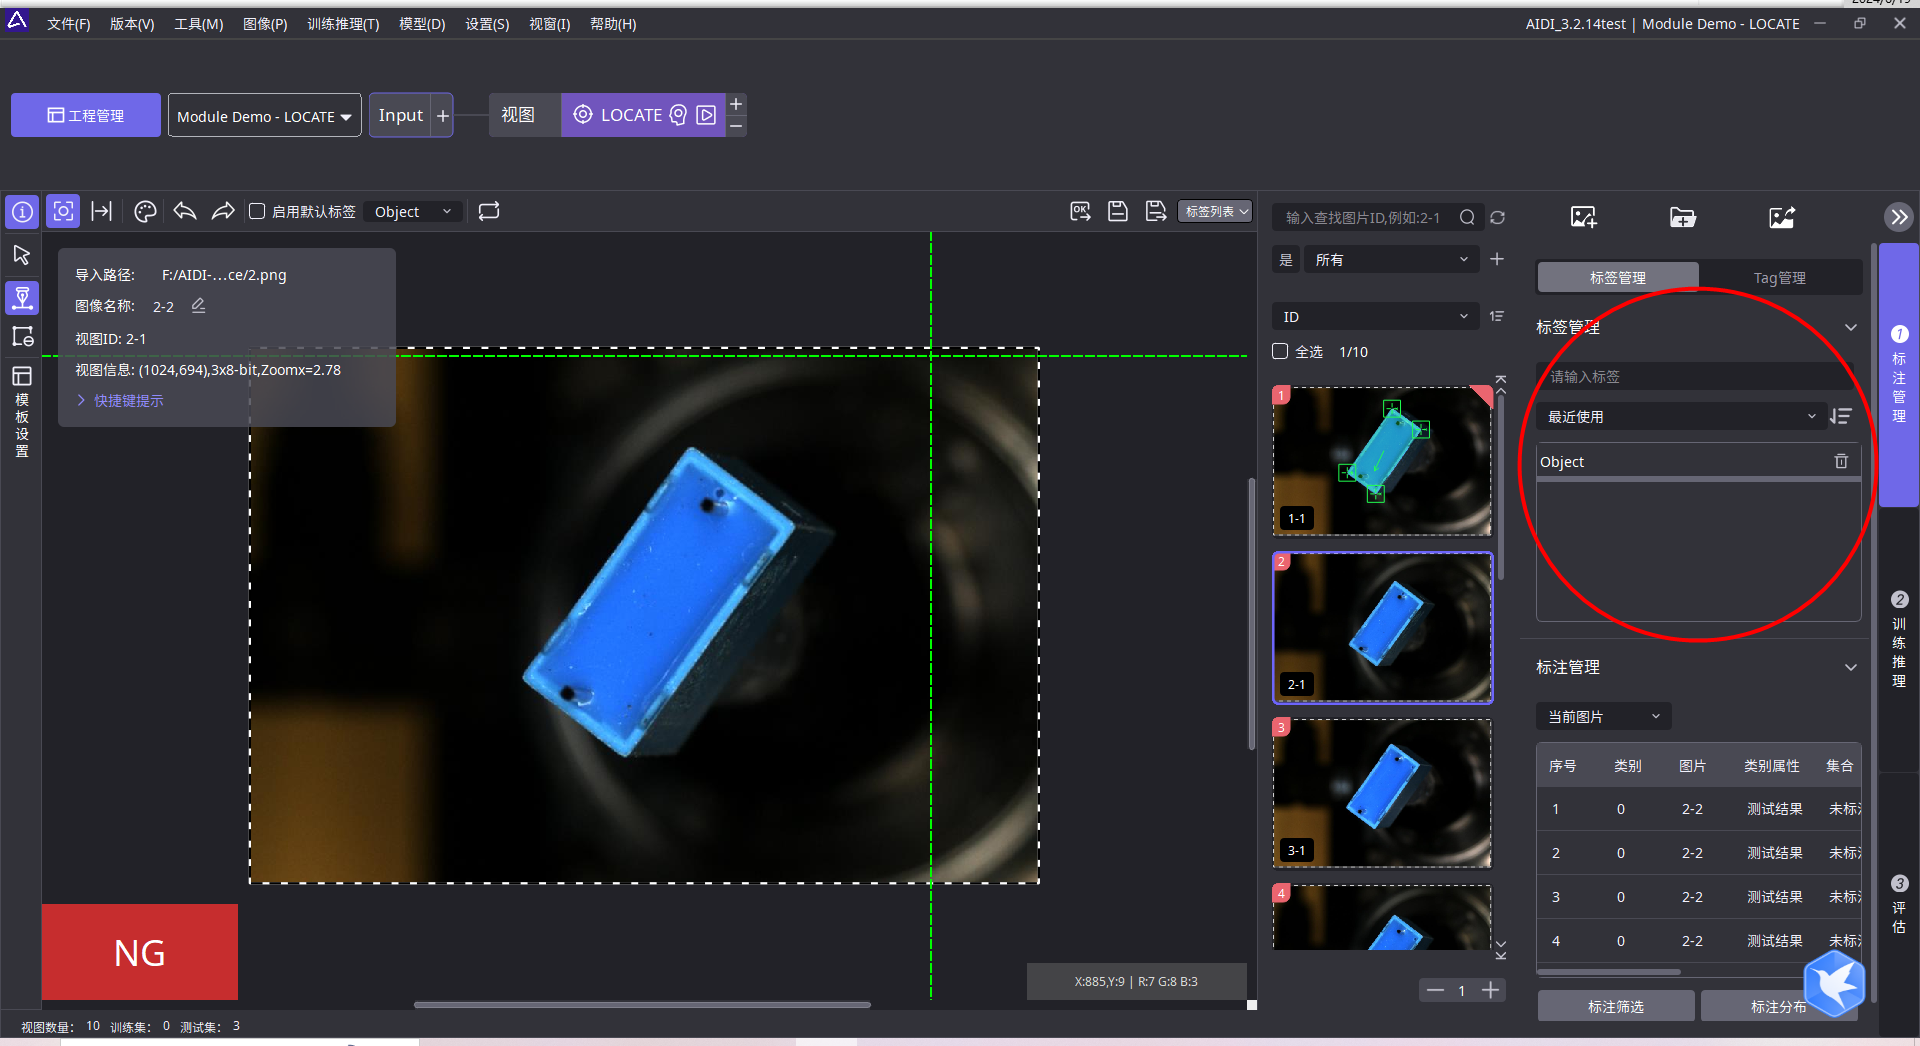 2024/6/19
文件(F) 版本(V) 工具(M) 图像(P) 训练推理(T) 模型(D) 设置(S) 视窗(I) 帮助(H) AIDI_3.2.14test | Module Demo - LOCATE
工程管理 Module Demo - LOCATE Input + 视图 LOCATE
启用默认标签 Object OK 标签列表
导入路径: F:/AIDI-...ce/2.png
图像名称: 2-2
视图ID: 2-1
视图信息: (1024,694),3x8-bit,Zoomx=2.78
快捷键提示
模板设置
NG
X:885,Y:9 | R:7 G:8 B:3
视图数量: 10 训练集: 0 测试集: 3
输入查找图片ID,例如:2-1
是 所有
ID
全选 1/10
1
1-1
2
2-1
3
3-1
4
1
标签管理 Tag管理
标签管理
请输入标签
最近使用
Object
标注管理
当前图片
序号 类别 图片 类别属性 集合
1 0 2-2 测试结果 未标
2 0 2-2 测试结果 未标
3 0 2-2 测试结果 未标
4 0 2-2 测试结果 未标
标注筛选 标注分布
1 标注管理
2 训练推理
3 评估